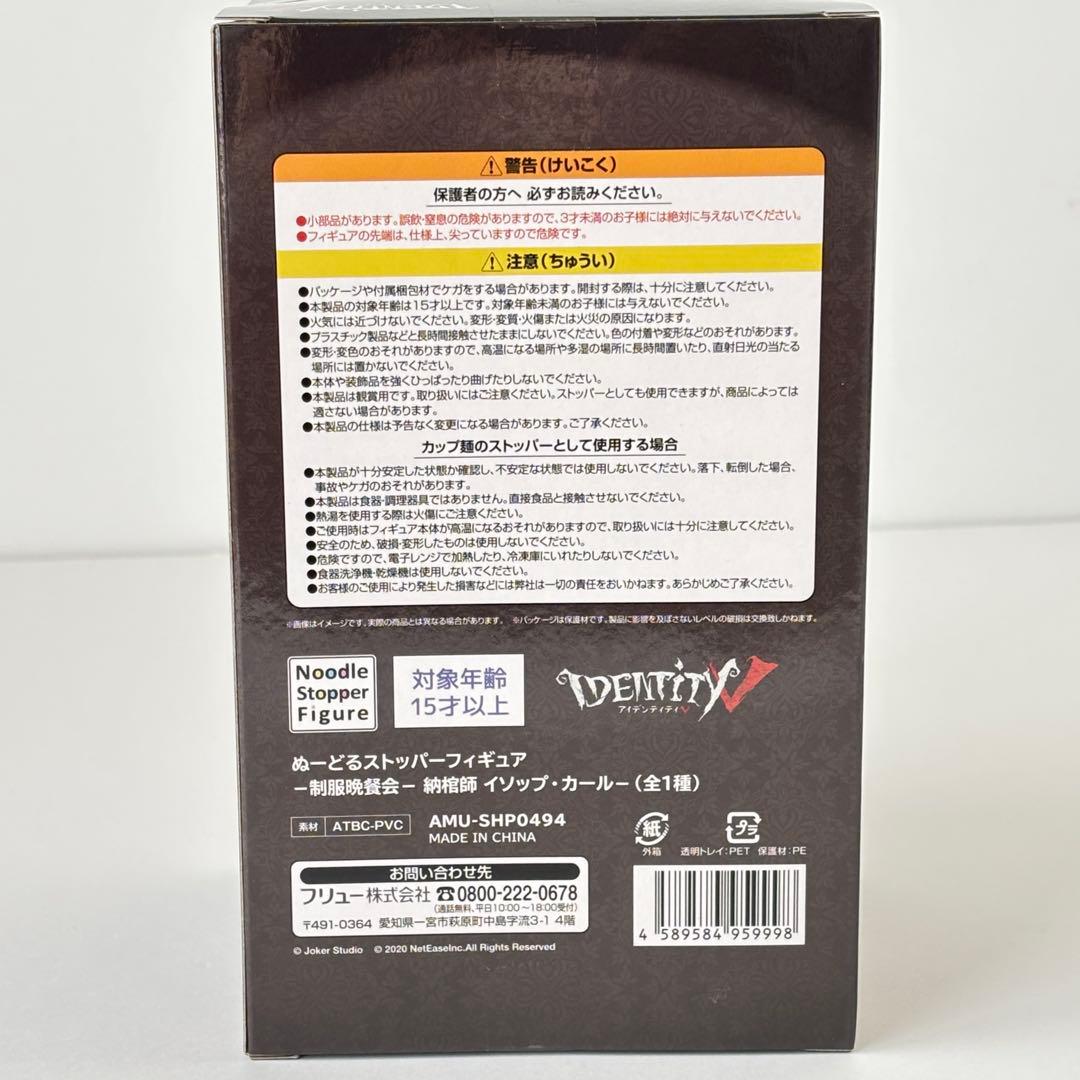 IDENTITY
⚠警告(けいこく)
保護者の方へ 必ずお読みください。
●小部品があります。誤飲・窒息の危険がありますので、3才未満のお子様には絶対に与えないでください。
●フィギュアの先端は、仕様上、尖っていますので危険です。
⚠注意(ちゅうい)
●パッケージや付属梱包材でケガをする場合があります。開封する際は、十分に注意してください。
●本製品の対象年齢は15才以上です。対象年齢未満のお子様には与えないでください。
●火気には近づけないでください。変形・変質・火傷または火災の原因になります。
●プラスチック製品などと長時間接触させたままにしないでください。色の付着や変形などのおそれがあります。
●変形・変色のおそれがありますので、高温になる場所や多湿の場所に長時間置いたり、直射日光の当たる
場所には置かないでください。
●本体や装飾品を強くひっぱったり曲げたりしないでください。
●本製品は観賞用です。取り扱いにはご注意ください。ストッパーとしても使用できますが、商品によっては
適さない場合があります。
●本製品の仕様は予告なく変更になる場合があります。ご了承ください。
カップ麺のストッパーとして使用する場合
●本製品が十分安定した状態か確認し、不安定な状態では使用しないでください。落下、転倒した場合、
事故やケガのおそれがあります。
●本製品は食器・調理器具ではありません。直接食品と接触させないでください。
●熱湯を使用する際は火傷にご注意ください。
●ご使用時はフィギュア本体が高温になるおそれがありますので、取り扱いには十分に注意してください。
●安全のため、破損・変形したものは使用しないでください。
●危険ですので、電子レンジで加熱したり、冷凍庫にいれたりしないでください。
●食器洗浄機・乾燥機は使用しないでください。
●お客様のご使用により発生した損害などには弊社は一切の責任をおいかねます。あらかじめご了承ください。
※画像はイメージです。実際の商品とは異なる場合があります。 ※パッケージは保護材です。製品に影響を及ぼさないレベルの破損は交換致しかねます。
Noodle
Stopper
Figure
対象年齢
15才以上
IDENTITY V
アイデンティティV
ぬーどるストッパーフィギュア
－制服晩餐会－ 納棺師 イソップ・カール－(全1種)
素材 ATBC-PVC
AMU-SHP0494
MADE IN CHINA
紙
外箱
プラ
透明トレイ:PET 保護材:PE
お問い合わせ先
フリュー株式会社 ☎0800-222-0678
(通話無料、平日10:00～18:00受付)
〒491-0364 愛知県一宮市萩原町中島字流3-1 4階
4 589584 959998
© Joker Studio © 2020 NetEaseInc.All Rights Reserved